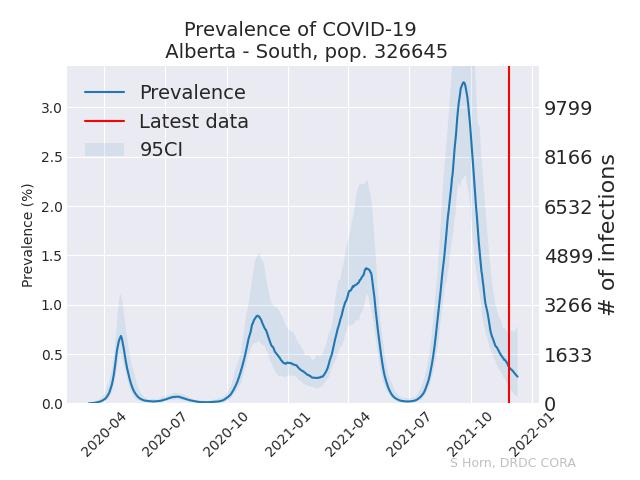 Prevalence of COVID-19
Alberta - South, pop. 326645
Prevalence
Latest data
95CI
Prevalence (%)
3.0
2.5
2.0
1.5
1.0
0.5
0.0
9799
8166
6532
4899
3266
1633
0
# of infections
2020-04
2020-07
2020-10
2021-01
2021-04
2021-07
2021-10
2022-01
S Horn, DRDC CORA